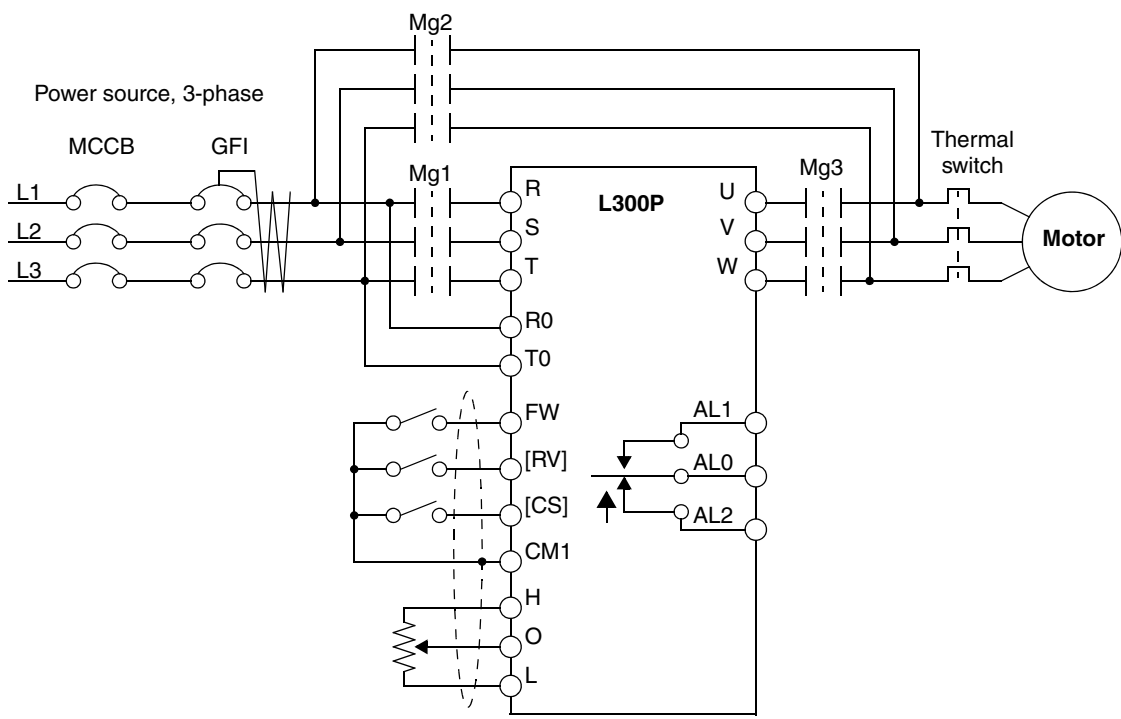 Mg2
Power source, 3-phase
MCCB
GFI
Mg1
Mg3
Thermal
switch
L1
L2
L3
R
S
T
R0
T0
L300P
U
V
W
Motor
FW
[RV]
[CS]
CM1
H
O
L
AL1
AL0
AL2